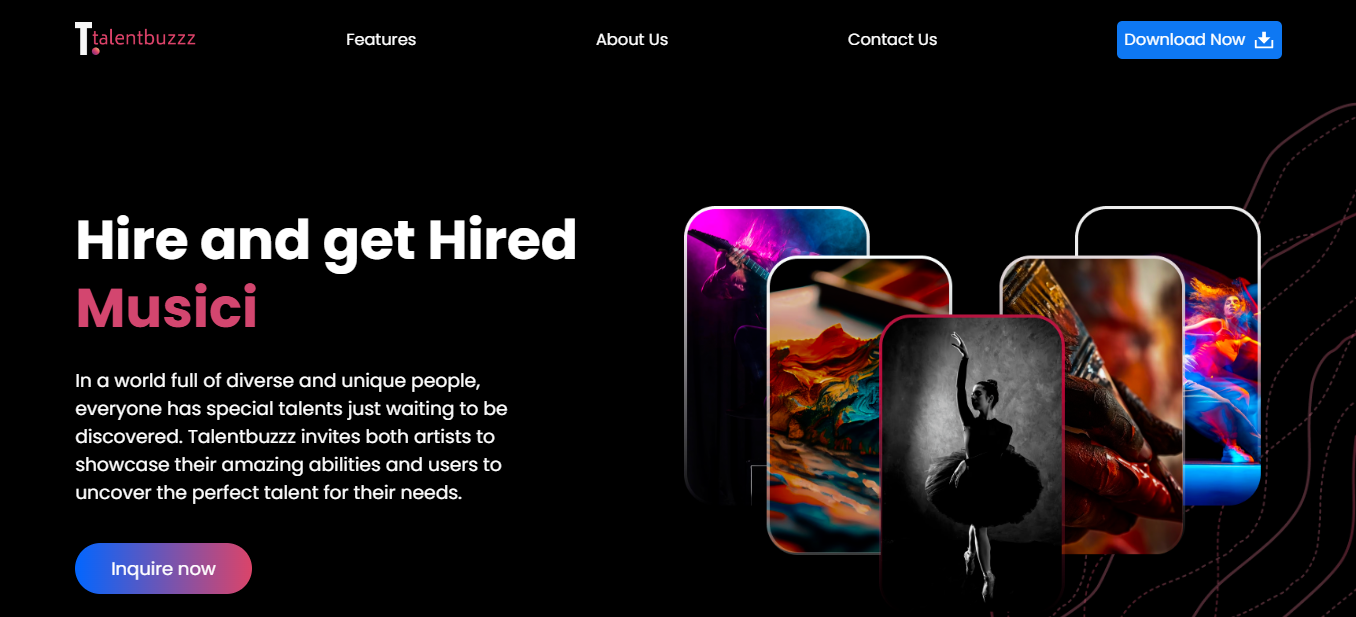 T.talentbuzzz
Features
About Us
Contact Us
Download Now
Hire and get Hired
Musici
In a world full of diverse and unique people,
everyone has special talents just waiting to be
discovered. Talentbuzzz invites both artists to
showcase their amazing abilities and users to
uncover the perfect talent for their needs.
Inquire now